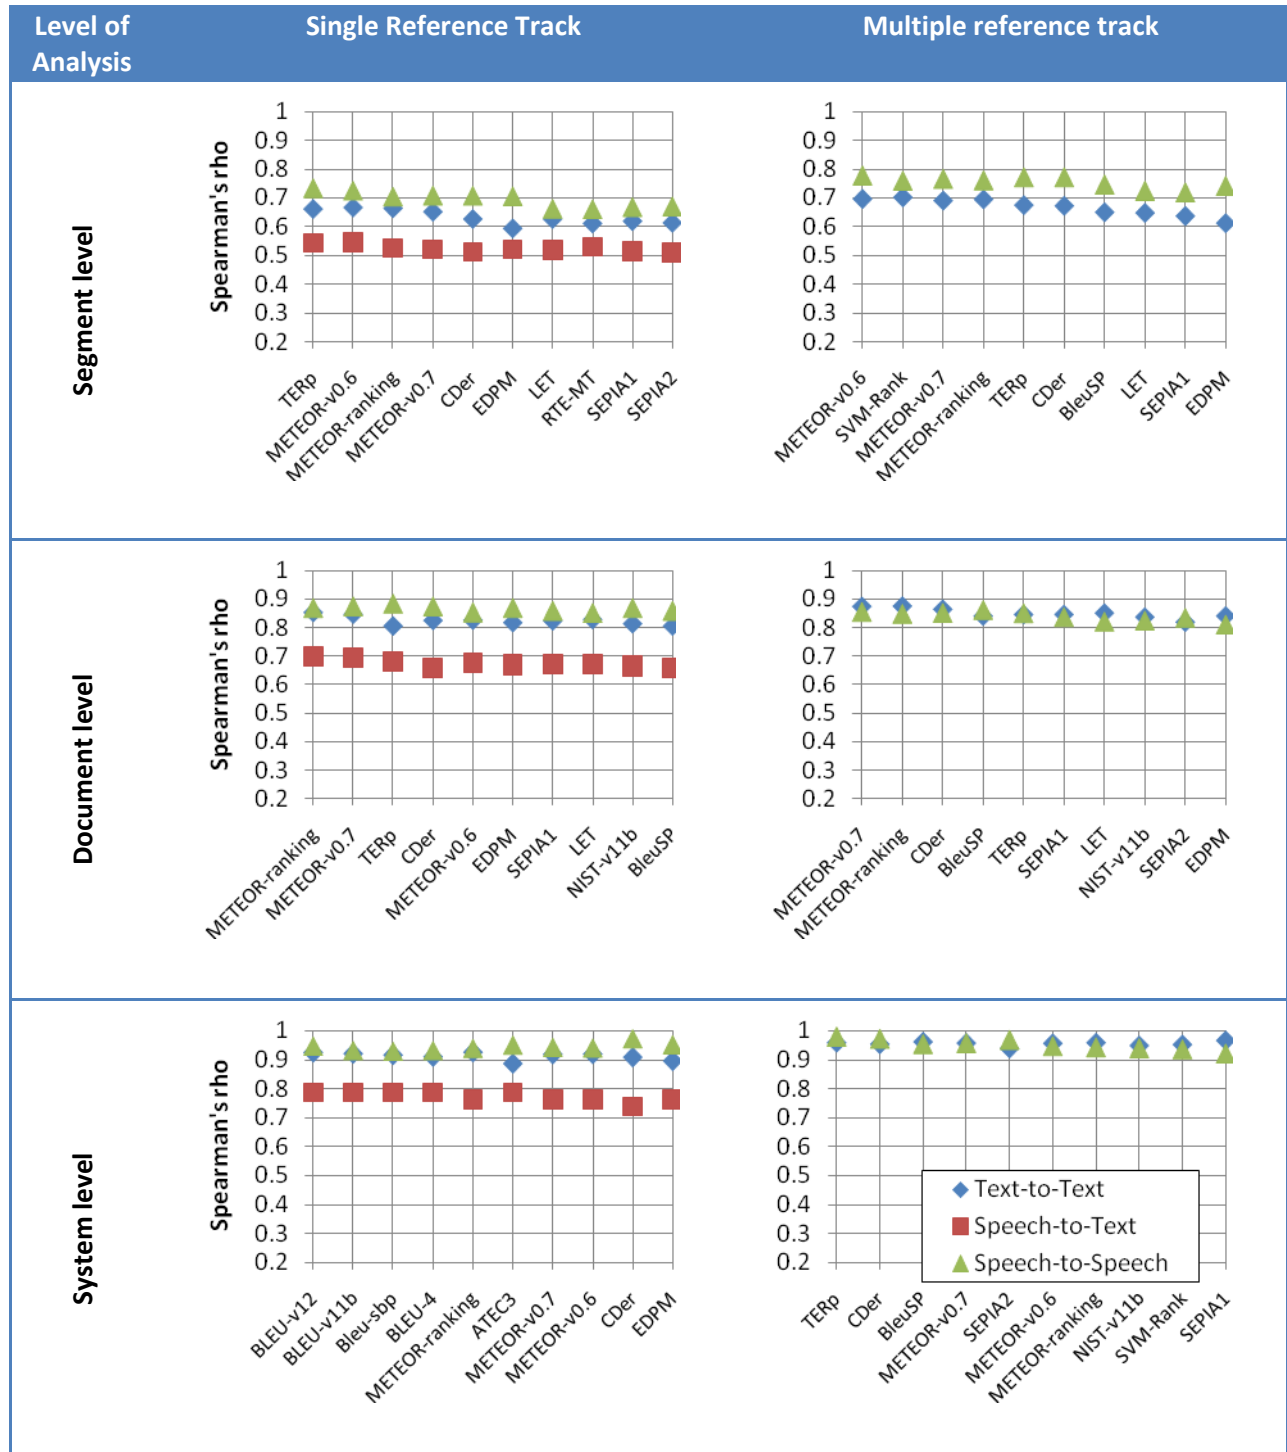 Level of
Analysis
Single Reference Track
Multiple reference track
Segment level
Spearman's rho
1
0.9
0.8
0.7
0.6
0.5
0.4
0.3
0.2
TERp
METEOR-v0.6
METEOR-ranking
METEOR-v0.7
CDer
EDPM
LET
RTE-MT
SEPIA1
SEPIA2
1
0.9
0.8
0.7
0.6
0.5
0.4
0.3
0.2
METEOR-v0.6
SVM-Rank
METEOR-v0.7
METEOR-ranking
TERp
CDer
BleuSP
LET
SEPIA1
EDPM
Document level
Spearman's rho
1
0.9
0.8
0.7
0.6
0.5
0.4
0.3
0.2
METEOR-ranking
METEOR-v0.7
TERp
CDer
METEOR-v0.6
EDPM
SEPIA1
LET
NIST-v11b
BleuSP
1
0.9
0.8
0.7
0.6
0.5
0.4
0.3
0.2
METEOR-v0.7
METEOR-ranking
CDer
BleuSP
TERp
SEPIA1
LET
NIST-v11b
SEPIA2
EDPM
System level
Spearman's rho
1
0.9
0.8
0.7
0.6
0.5
0.4
0.3
0.2
BLEU-v12
BLEU-v11b
Bleu-sbp
BLEU-4
METEOR-ranking
ATEC3
METEOR-v0.7
METEOR-v0.6
CDer
EDPM
1
0.9
0.8
0.7
0.6
0.5
0.4
0.3
0.2
Text-to-Text
Speech-to-Text
Speech-to-Speech
TERp
CDer
BleuSP
METEOR-v0.7
SEPIA2
METEOR-v0.6
METEOR-ranking
NIST-v11b
SVM-Rank
SEPIA1